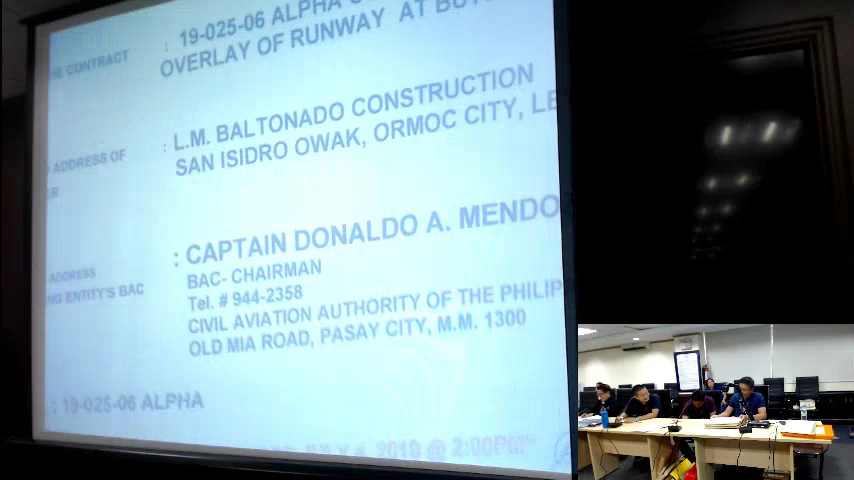 THE CONTRACT : 19-025-06 ALPHA
OVERLAY OF RUNWAY AT
ADDRESS OF : L.M. BALTONADO CONSTRUCTION
SAN ISIDRO OWAK, ORMOC CITY,
ADDRESS : CAPTAIN DONALDO A.
ENTITY'S BAC BAC- CHAIRMAN
Tel. # 944-2358
CIVIL AVIATION AUTHORITY OF THE
OLD MIA ROAD, PASAY CITY, M.M. 1300
: 19-025-06 ALPHA
@ 2:00PM